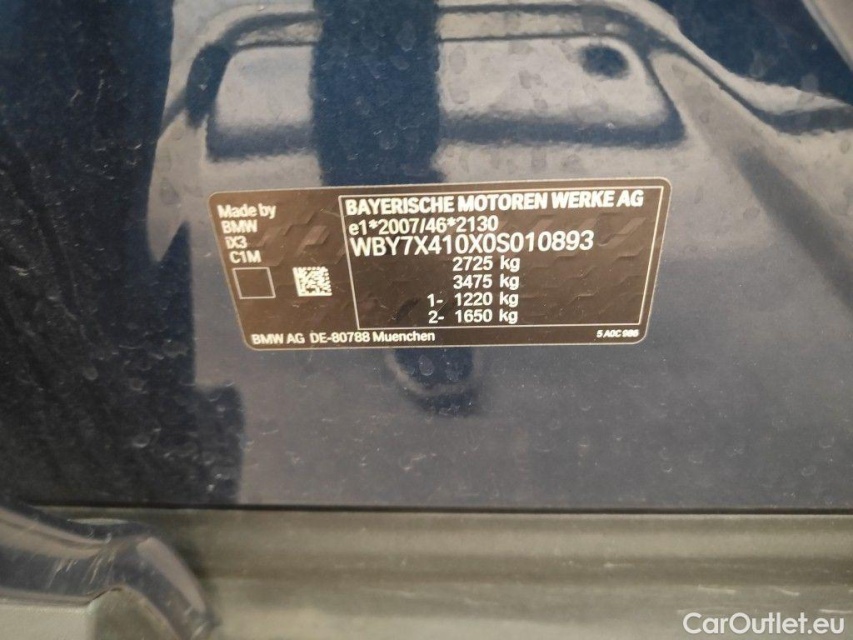 Made by
BMW
iX3
C1M
BAYERISCHE MOTOREN WERKE AG
e1*2007/46*2130
WBY7X410X0S010893
2725 kg
3475 kg
1- 1220 kg
2- 1650 kg
BMW AG DE-80788 Muenchen
5 A0C 986
CarOutlet.eu